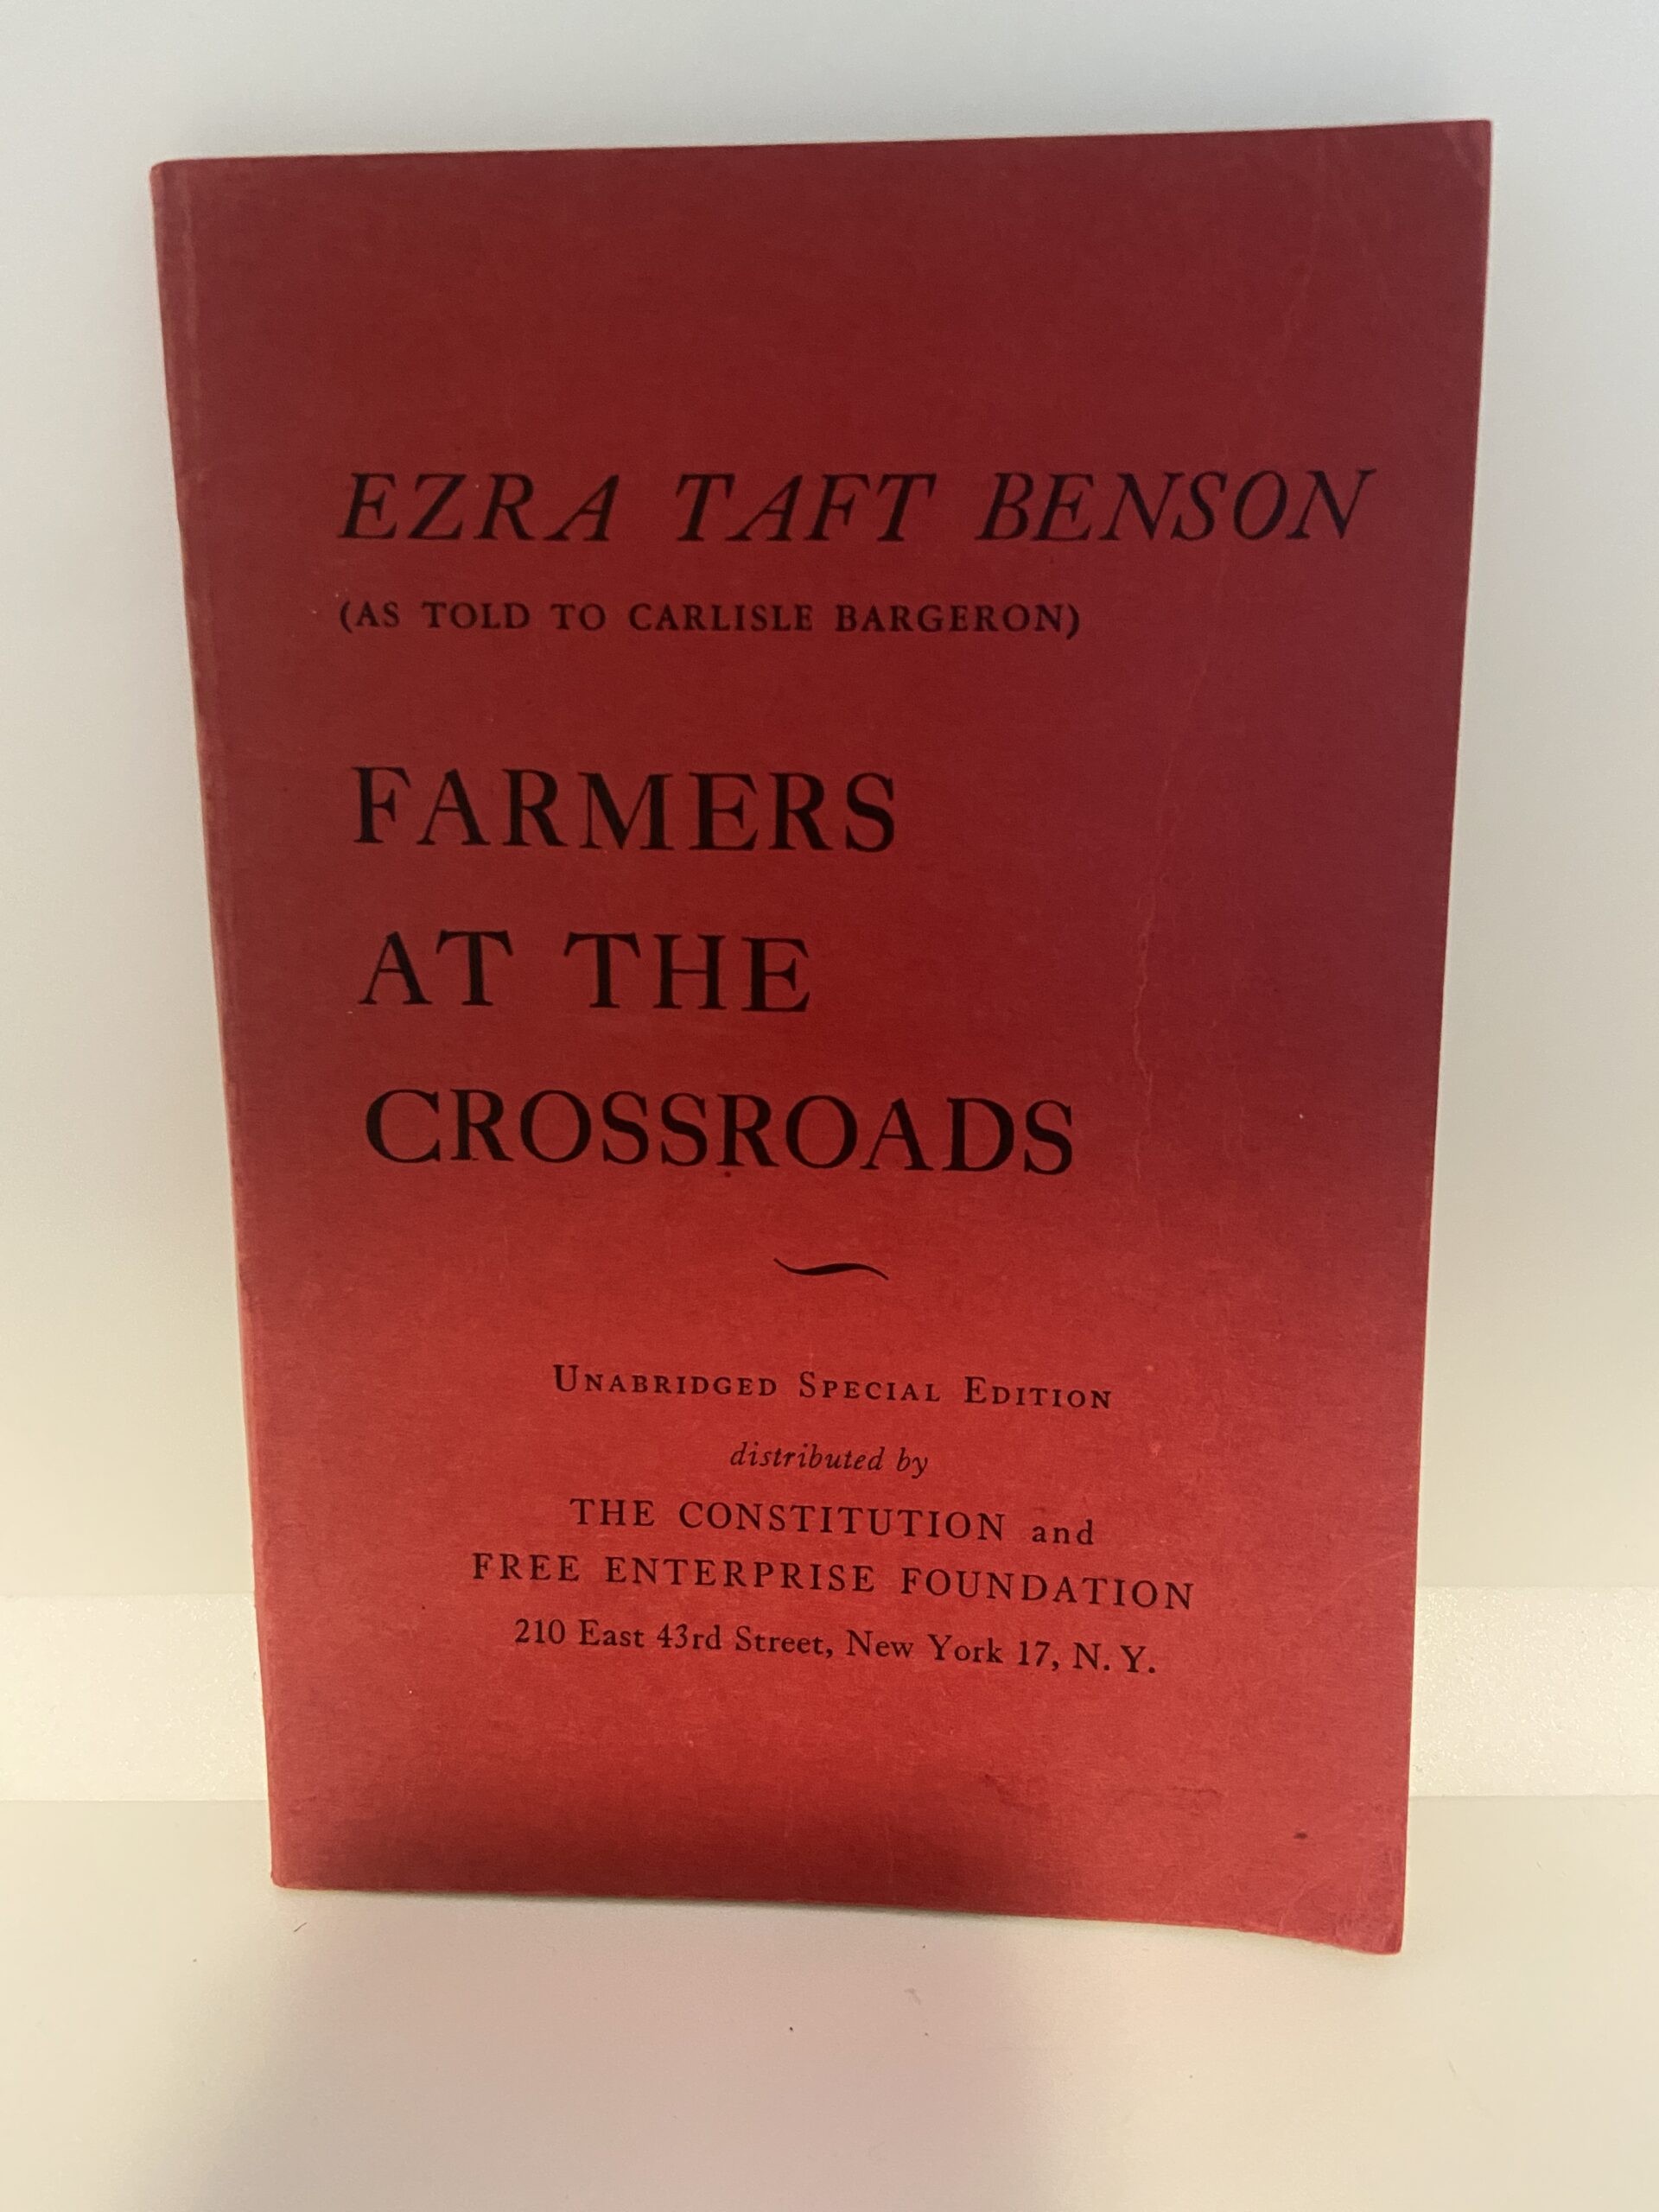 EZRA TAFT BENSON
(AS TOLD TO CARLISLE BARGERON)
FARMERS
AT THE
CROSSROADS
UNABRIDGED SPECIAL EDITION
distributed by
THE CONSTITUTION and
FREE ENTERPRISE FOUNDATION
210 East 43rd Street, New York 17, N. Y.